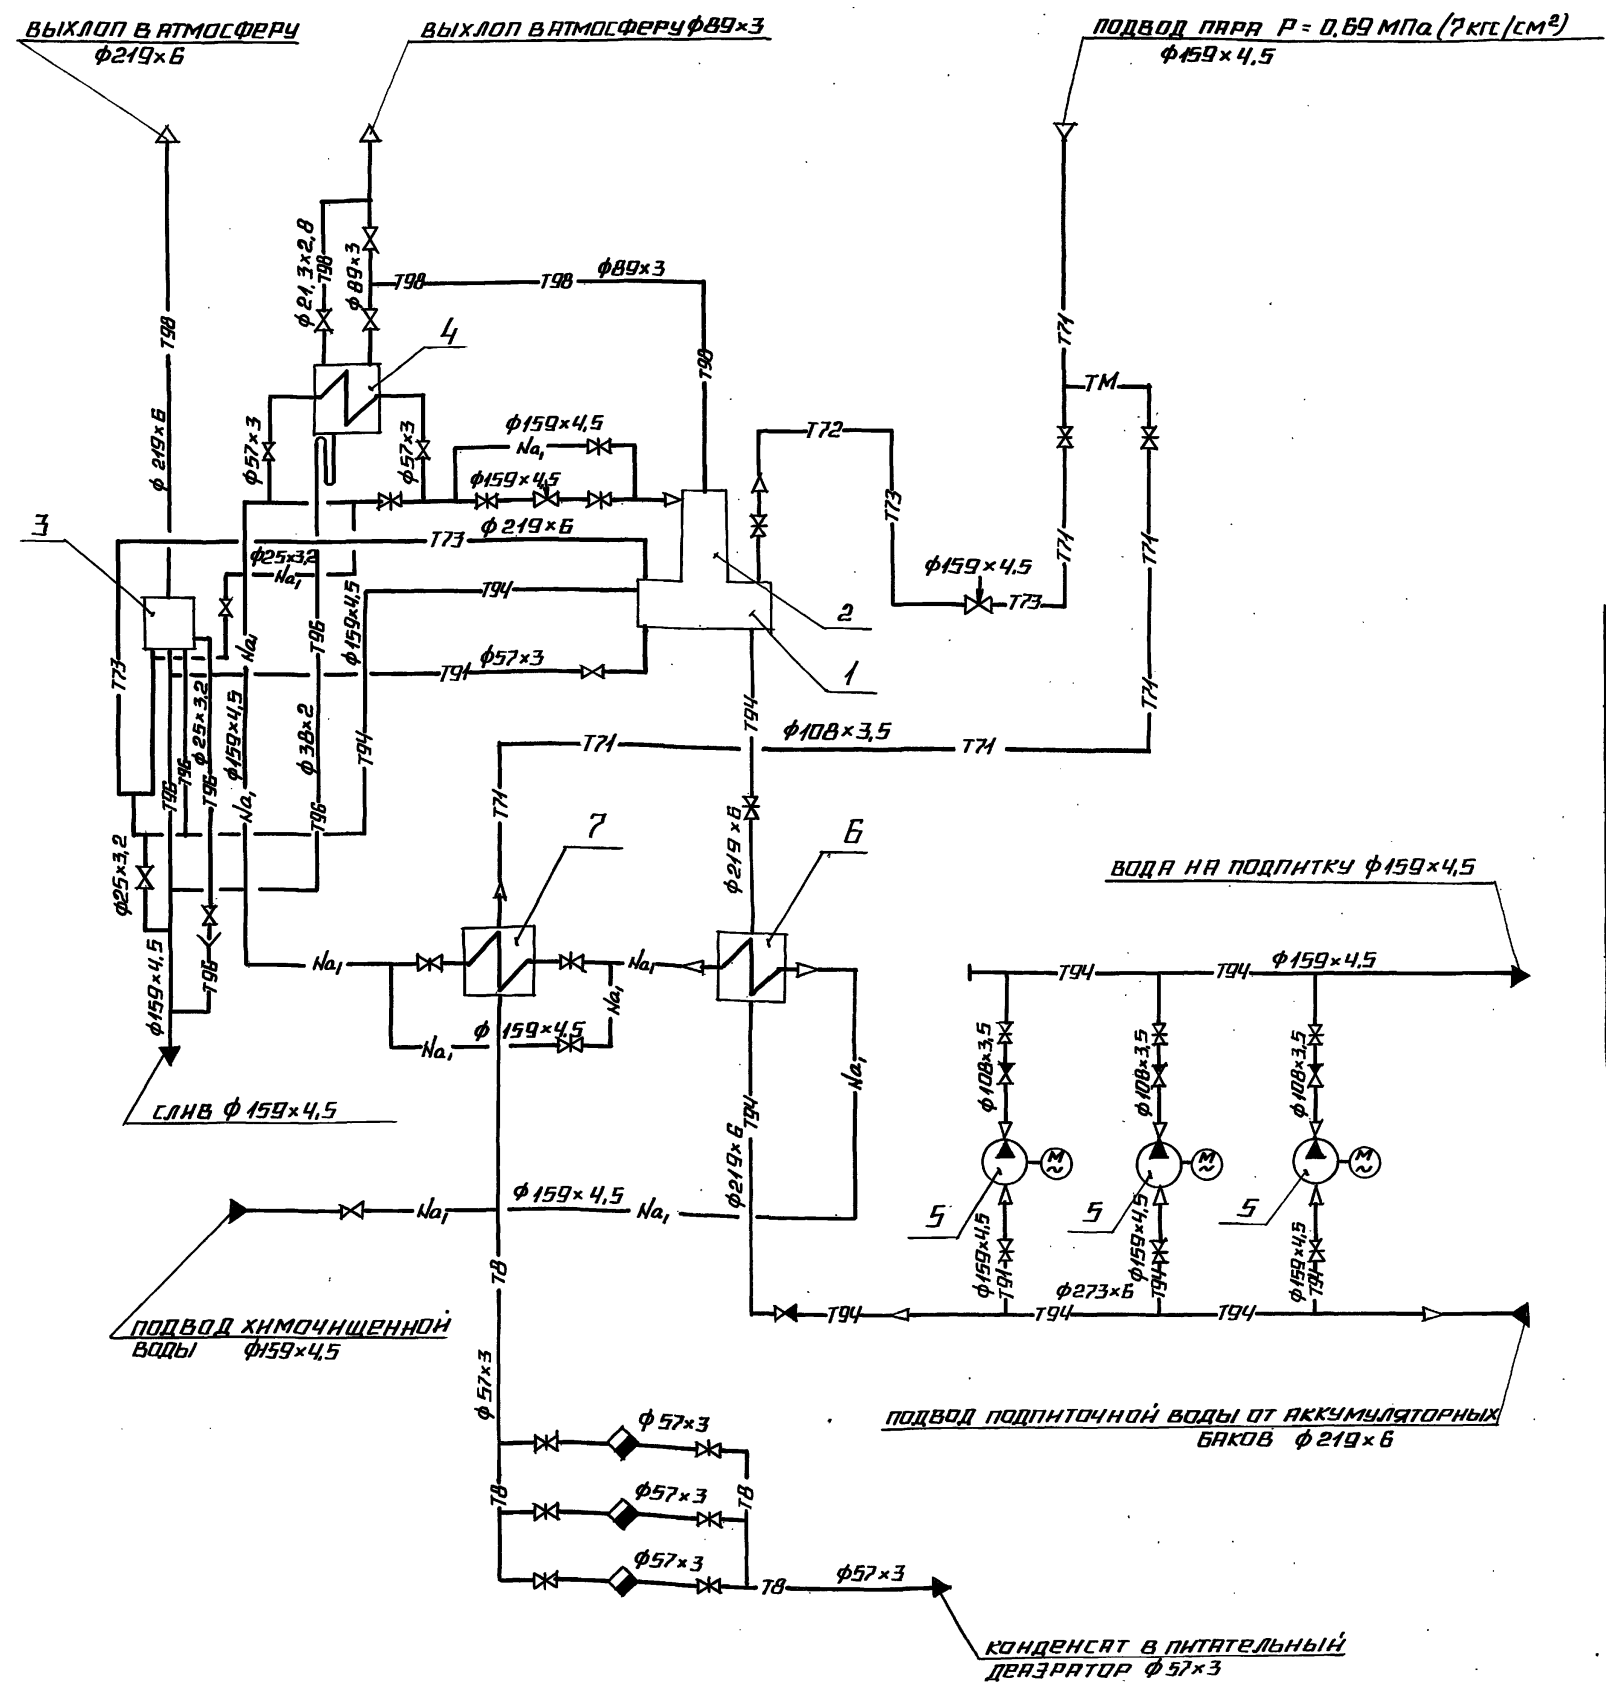 ВЫХЛОП В АТМОСФЕРУ
ф219×6
ВЫХЛОП В АТМОСФЕРУ ф89×3
ПОДВОД ПАРА Р = 0,69 МПа (7 кгс/см²)
ф159×4,5
ф21,3×2,8
Т98
ф89×3
Т98
Т98
ф89×3
Т98
Т98
ф219×6
4
Т71
ТМ
ф57×3
ф57×3
ф159×4,5
Na₁
ф159×4,5
Т72
Т73
3
Т73
ф219×6
ф25×3,2
Na₁
Т94
ф159×4,5
Т96
ф159×4,5
Т73
Т71
Т71
2
1
Na₁
Т73
Т91
ф57×3
ф25×3,2
ф159×4,5
ф38×2
Т94
Т94
Т71
Т71
ф108×3,5
Т71
Т96
Т96
Т96
Na₁
Т96
Т71
ф219×6
7
6
ф25×3,2
ВОДА НА ПОДПИТКУ ф159×4,5
ф159×4,5
Т96
Na₁
Na₁
Na₁
Т94
Т94
ф159×4,5
Na₁
ф159×4,5
Na₁
ф108×3,5
ф108×3,5
ф108×3,5
СЛИВ ф159×4,5
Т94
ф219×6
М
~
М
~
М
~
5
5
5
Na₁
ф159×4,5
Na₁
ф159×4,5
Т91
ф159×4,5
Т94
ф159×4,5
Т94
Т8
ф273×6
Т94
Т94
Т94
ПОДВОД ХИМОЧИЩЕННОЙ
ВОДЫ ф159×4,5
ф57×3
ПОДВОД ПОДПИТОЧНОЙ ВОДЫ ОТ АККУМУЛЯТОРНЫХ
БАКОВ ф219×6
ф57×3
Т8
ф57×3
Т8
ф57×3
Т8
ф57×3
КОНДЕНСАТ В ПИТАТЕЛЬНЫЙ
ДЕАЭРАТОР ф57×3